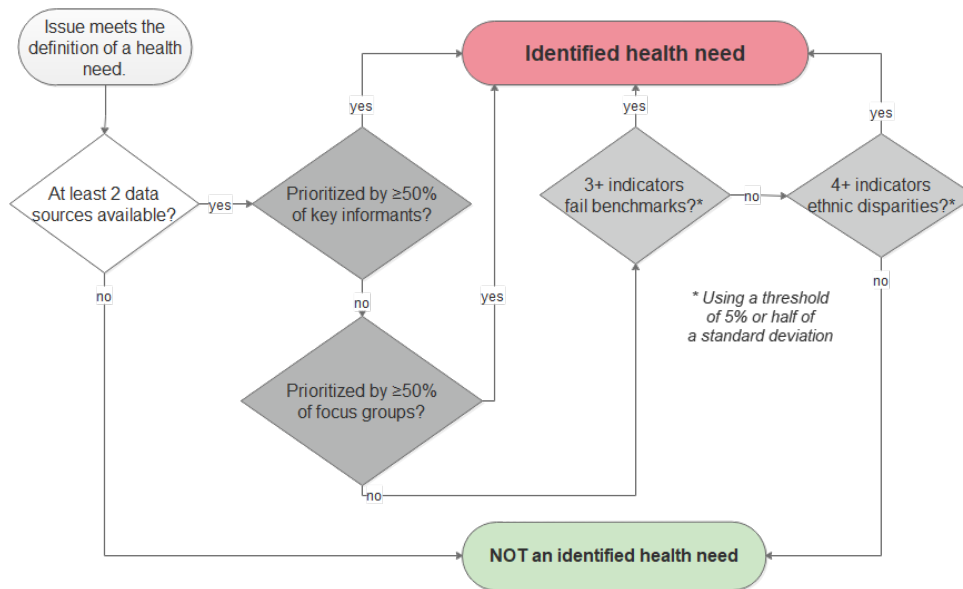 Issue meets the
definition of a health
need.
Identified health need
yes
yes
yes
At least 2 data
sources available?
yes
Prioritized by ≥50%
of key informants?
3+ indicators
fail benchmarks?*
no
4+ indicators
ethnic disparities?*
no
no
yes
no
* Using a threshold
of 5% or half of
a standard deviation
Prioritized by ≥50%
of focus groups?
no
NOT an identified health need